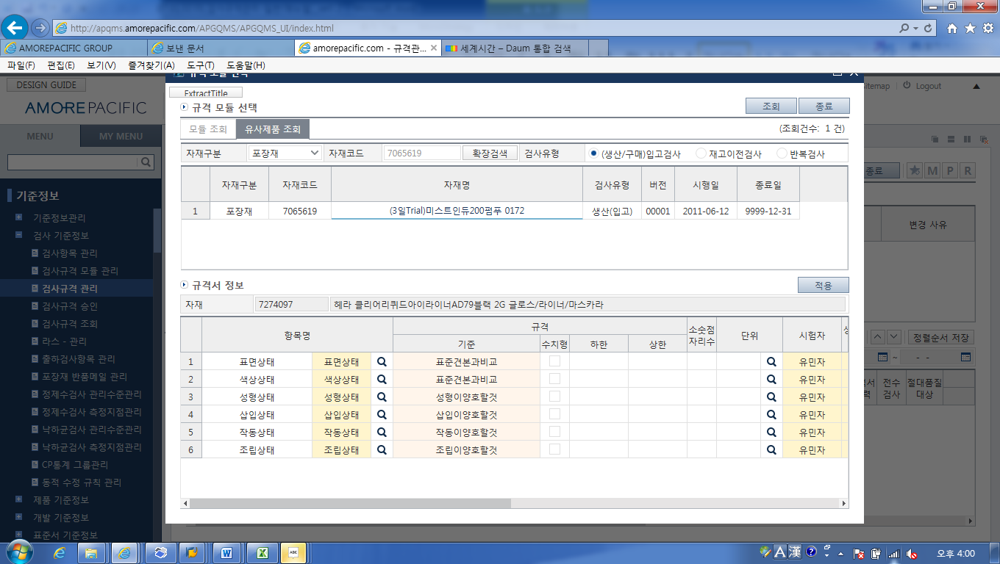 http://apqms.amorepacific.com/APGQMS/APGQMS_UI/index.html
AMOREPACIFIC GROUP
보낸 문서
amorepacific.com - 규격관...
세계시간 – Daum 통합 검색
파일(F) 편집(E) 보기(V) 즐겨찾기(A) 도구(T) 도움말(H)
DESIGN GUIDE
AMOREPACIFIC
MENU MY MENU
기준정보
기준정보관리
검사 기준정보
검사항목 관리
검사규격 모듈 관리
검사규격 관리
검사규격 승인
검사규격 조회
라스 - 관리
출하검사항목 관리
포장재 반품메일 관리
정제수검사 관리수준관리
정제수검사 측정지점관리
낙하균검사 관리수준관리
낙하균검사 측정지점관리
CP통계 그룹관리
동적 수정 규칙 관리
제품 기준정보
개발 기준정보
표준서 기준정보
규격 모듈 선택
ExtractTitle
규격 모듈 선택 조회 종료
모듈 조회 유사제품 조회 (조회건수: 1 건)
자재구분 포장재 자재코드 7065619 확장검색 검사유형 (생산/구매)입고검사 재고이전검사 반복검사
자재구분 자재코드 자재명 검사유형 버전 시행일 종료일
1 포장재 7065619 (3일Trial)미스트인듀200펌푸 0172 생산(입고) 00001 2011-06-12 9999-12-31
규격서 정보 적용
자재 7274097 헤라 클리어리퀴드아이라이너AD79블랙 2G 글로스/라이너/마스카라
항목명 규격 소숫점 자리수 단위 시험자
기준 수치형 하한 상한
1 표면상태 표면상태 표준견본과비교 유민자
2 색상상태 색상상태 표준견본과비교 유민자
3 성형상태 성형상태 성형이양호할것 유민자
4 삽입상태 삽입상태 삽입이양호할것 유민자
5 작동상태 작동상태 작동이양호할것 유민자
6 조립상태 조립상태 조립이양호할것 유민자
Sitemap Logout
종료 M P R
변경 사유
정렬순서 저장
~ - -
전수 검사 절대품질 대상
A 漢
오후 4:00